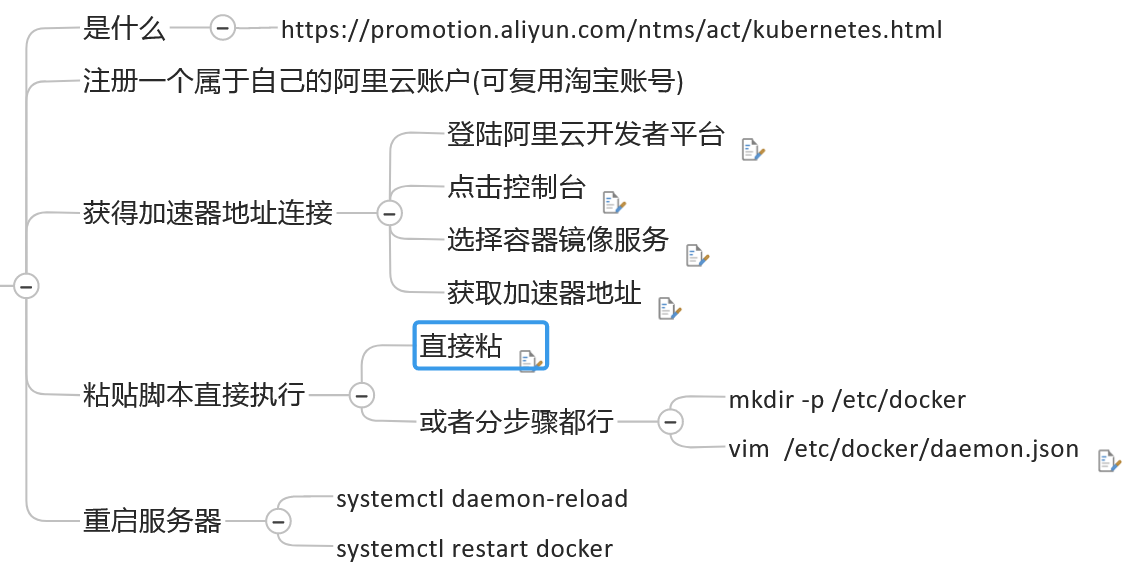 是什么
https://promotion.aliyun.com/ntms/act/kubernetes.html
注册一个属于自己的阿里云账户(可复用淘宝账号)
获得加速器地址连接
登陆阿里云开发者平台
点击控制台
选择容器镜像服务
获取加速器地址
粘贴脚本直接执行
直接粘
或者分步骤都行
mkdir -p /etc/docker
vim  /etc/docker/daemon.json
重启服务器
systemctl daemon-reload
systemctl restart docker